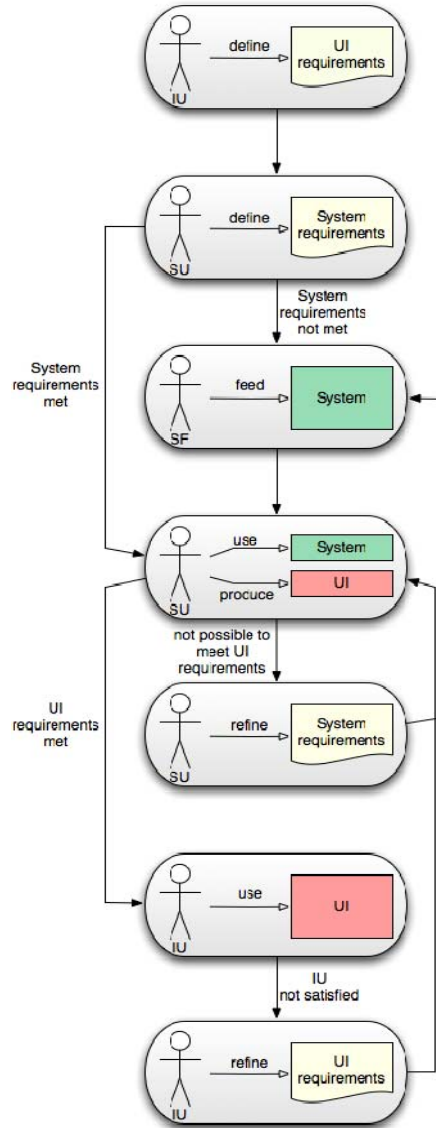 define
UI
requirements
IU
define
System
requirements
SU
System
requirements
not met
System
requirements
met
feed
System
SF
use
System
produce
UI
SU
not possible to
meet UI
requirements
UI
requirements
met
refine
System
requirements
SU
use
UI
IU
IU
not satisfied
refine
UI
requirements
IU